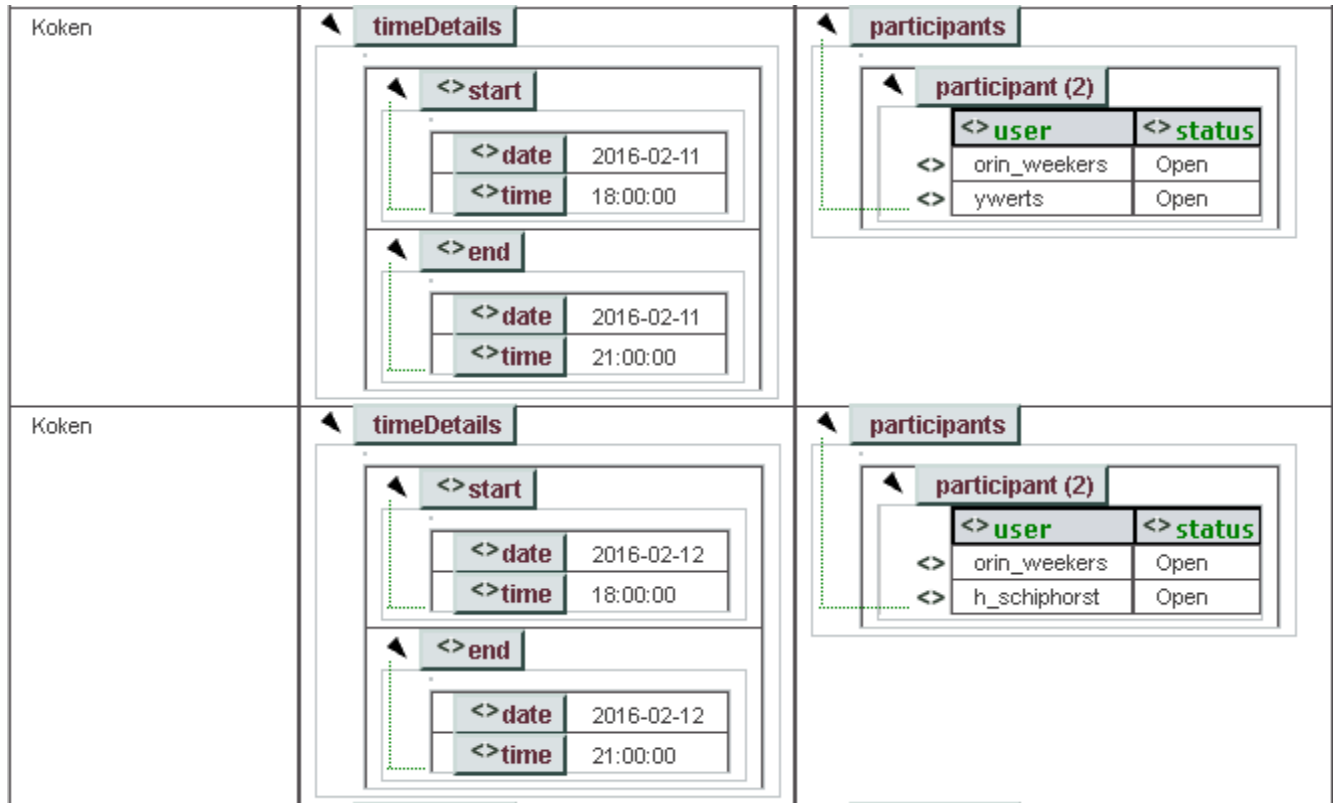 Koken
timeDetails
<>start
<>date 2016-02-11
<>time 18:00:00
<>end
<>date 2016-02-11
<>time 21:00:00
participants
participant (2)
<>user <>status
<> orin_weekers Open
<> ywerts Open
Koken
timeDetails
<>start
<>date 2016-02-12
<>time 18:00:00
<>end
<>date 2016-02-12
<>time 21:00:00
participants
participant (2)
<>user <>status
<> orin_weekers Open
<> h_schiphorst Open